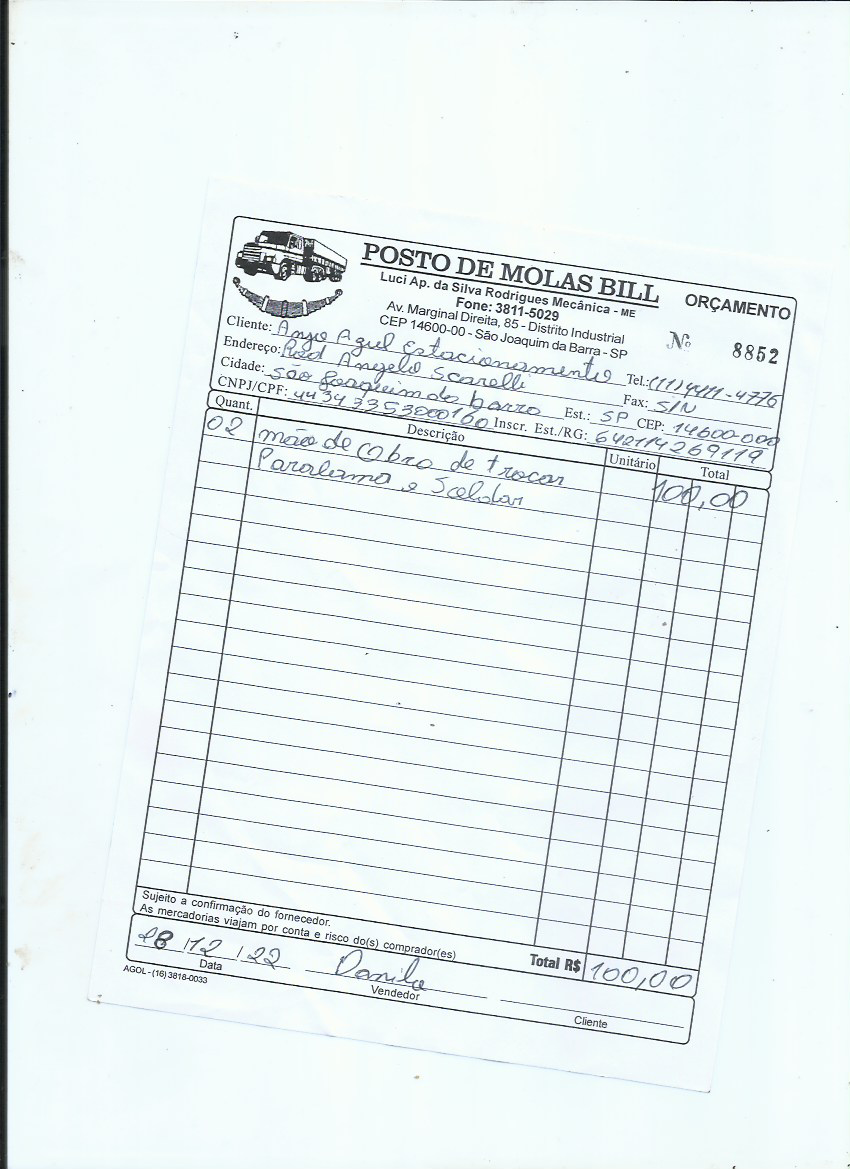 POSTO DE MOLAS BILL
ORÇAMENTO
Luci Ap. da Silva Rodrigues Mecânica - ME
Fone: 3811-5029
Av. Marginal Direita, 85 - Distrito Industrial
CEP 14600-00 - São Joaquim da Barra - SP
Nº 8852
Cliente: Anjo Azul Estacionamento Tel.: (11) 4411-4776
Endereço: Rod Angelo Scarelli Fax: S/N
Cidade: são Joaquim da barra Est.: SP CEP: 14600-000
CNPJ/CPF: Inscr. Est./RG: 642114269119
Quant. Descrição Unitário Total
02 mão de Obra de trocar 100,00
Paralama e Soldar
Sujeito a confirmação do fornecedor.
As mercadorias viajam por conta e risco do(s) comprador(es)
28/12/22 Danilo Total R$ 100,00
Data Vendedor Cliente
AGOL - (16) 3818-0033